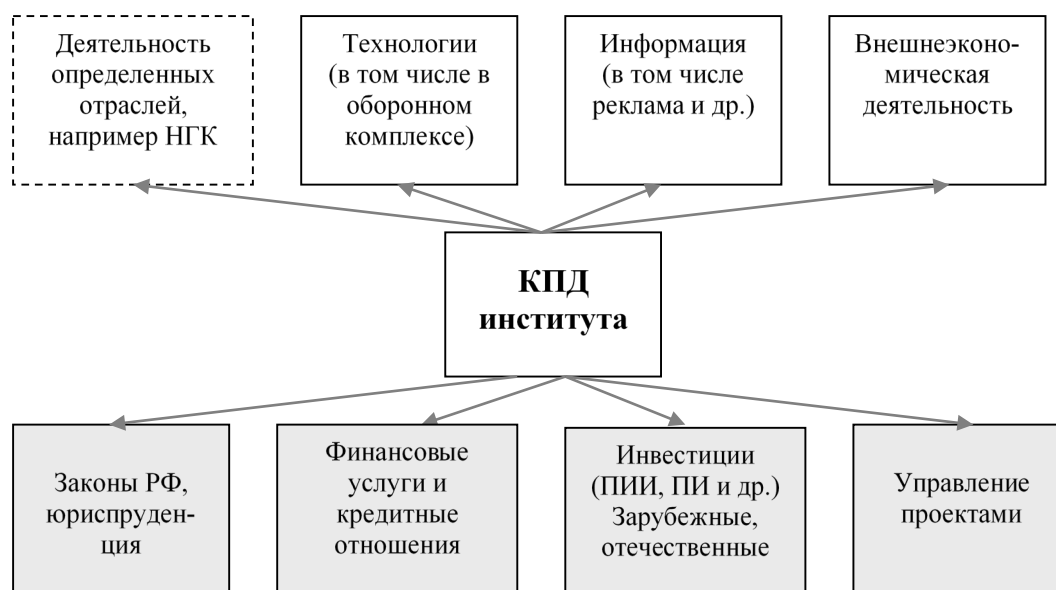 Деятельность
определенных
отраслей,
например НГК
Технологии
(в том числе в
оборонном
комплексе)
Информация
(в том числе
реклама и др.)
Внешнеэконо-
мическая
деятельность
КПД
института
Законы РФ,
юриспруден-
ция
Финансовые
услуги и
кредитные
отношения
Инвестиции
(ПИИ, ПИ и др.)
Зарубежные,
отечественные
Управление
проектами